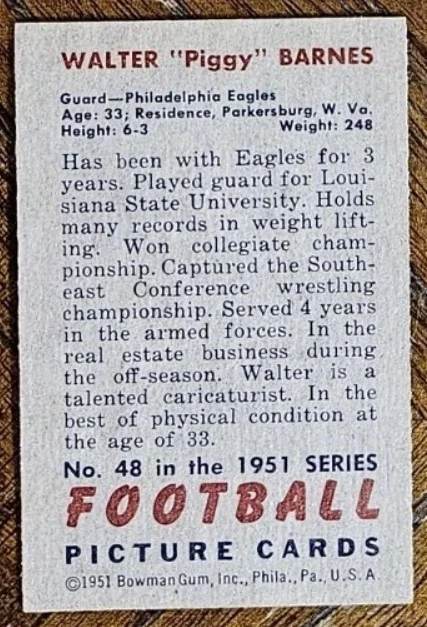 WALTER "Piggy" BARNES
Guard—Philadelphia Eagles
Age: 33; Residence, Parkersburg, W. Va.
Height: 6-3 Weight: 248
Has been with Eagles for 3
years. Played guard for Loui-
siana State University. Holds
many records in weight lift-
ing. Won collegiate cham-
pionship. Captured the South-
east Conference wrestling
championship. Served 4 years
in the armed forces. In the
real estate business during
the off-season. Walter is a
talented caricaturist. In the
best of physical condition at
the age of 33.
No. 48 in the 1951 SERIES
FOOTBALL
PICTURE CARDS
©1951 Bowman Gum, Inc., Phila., Pa., U.S.A.